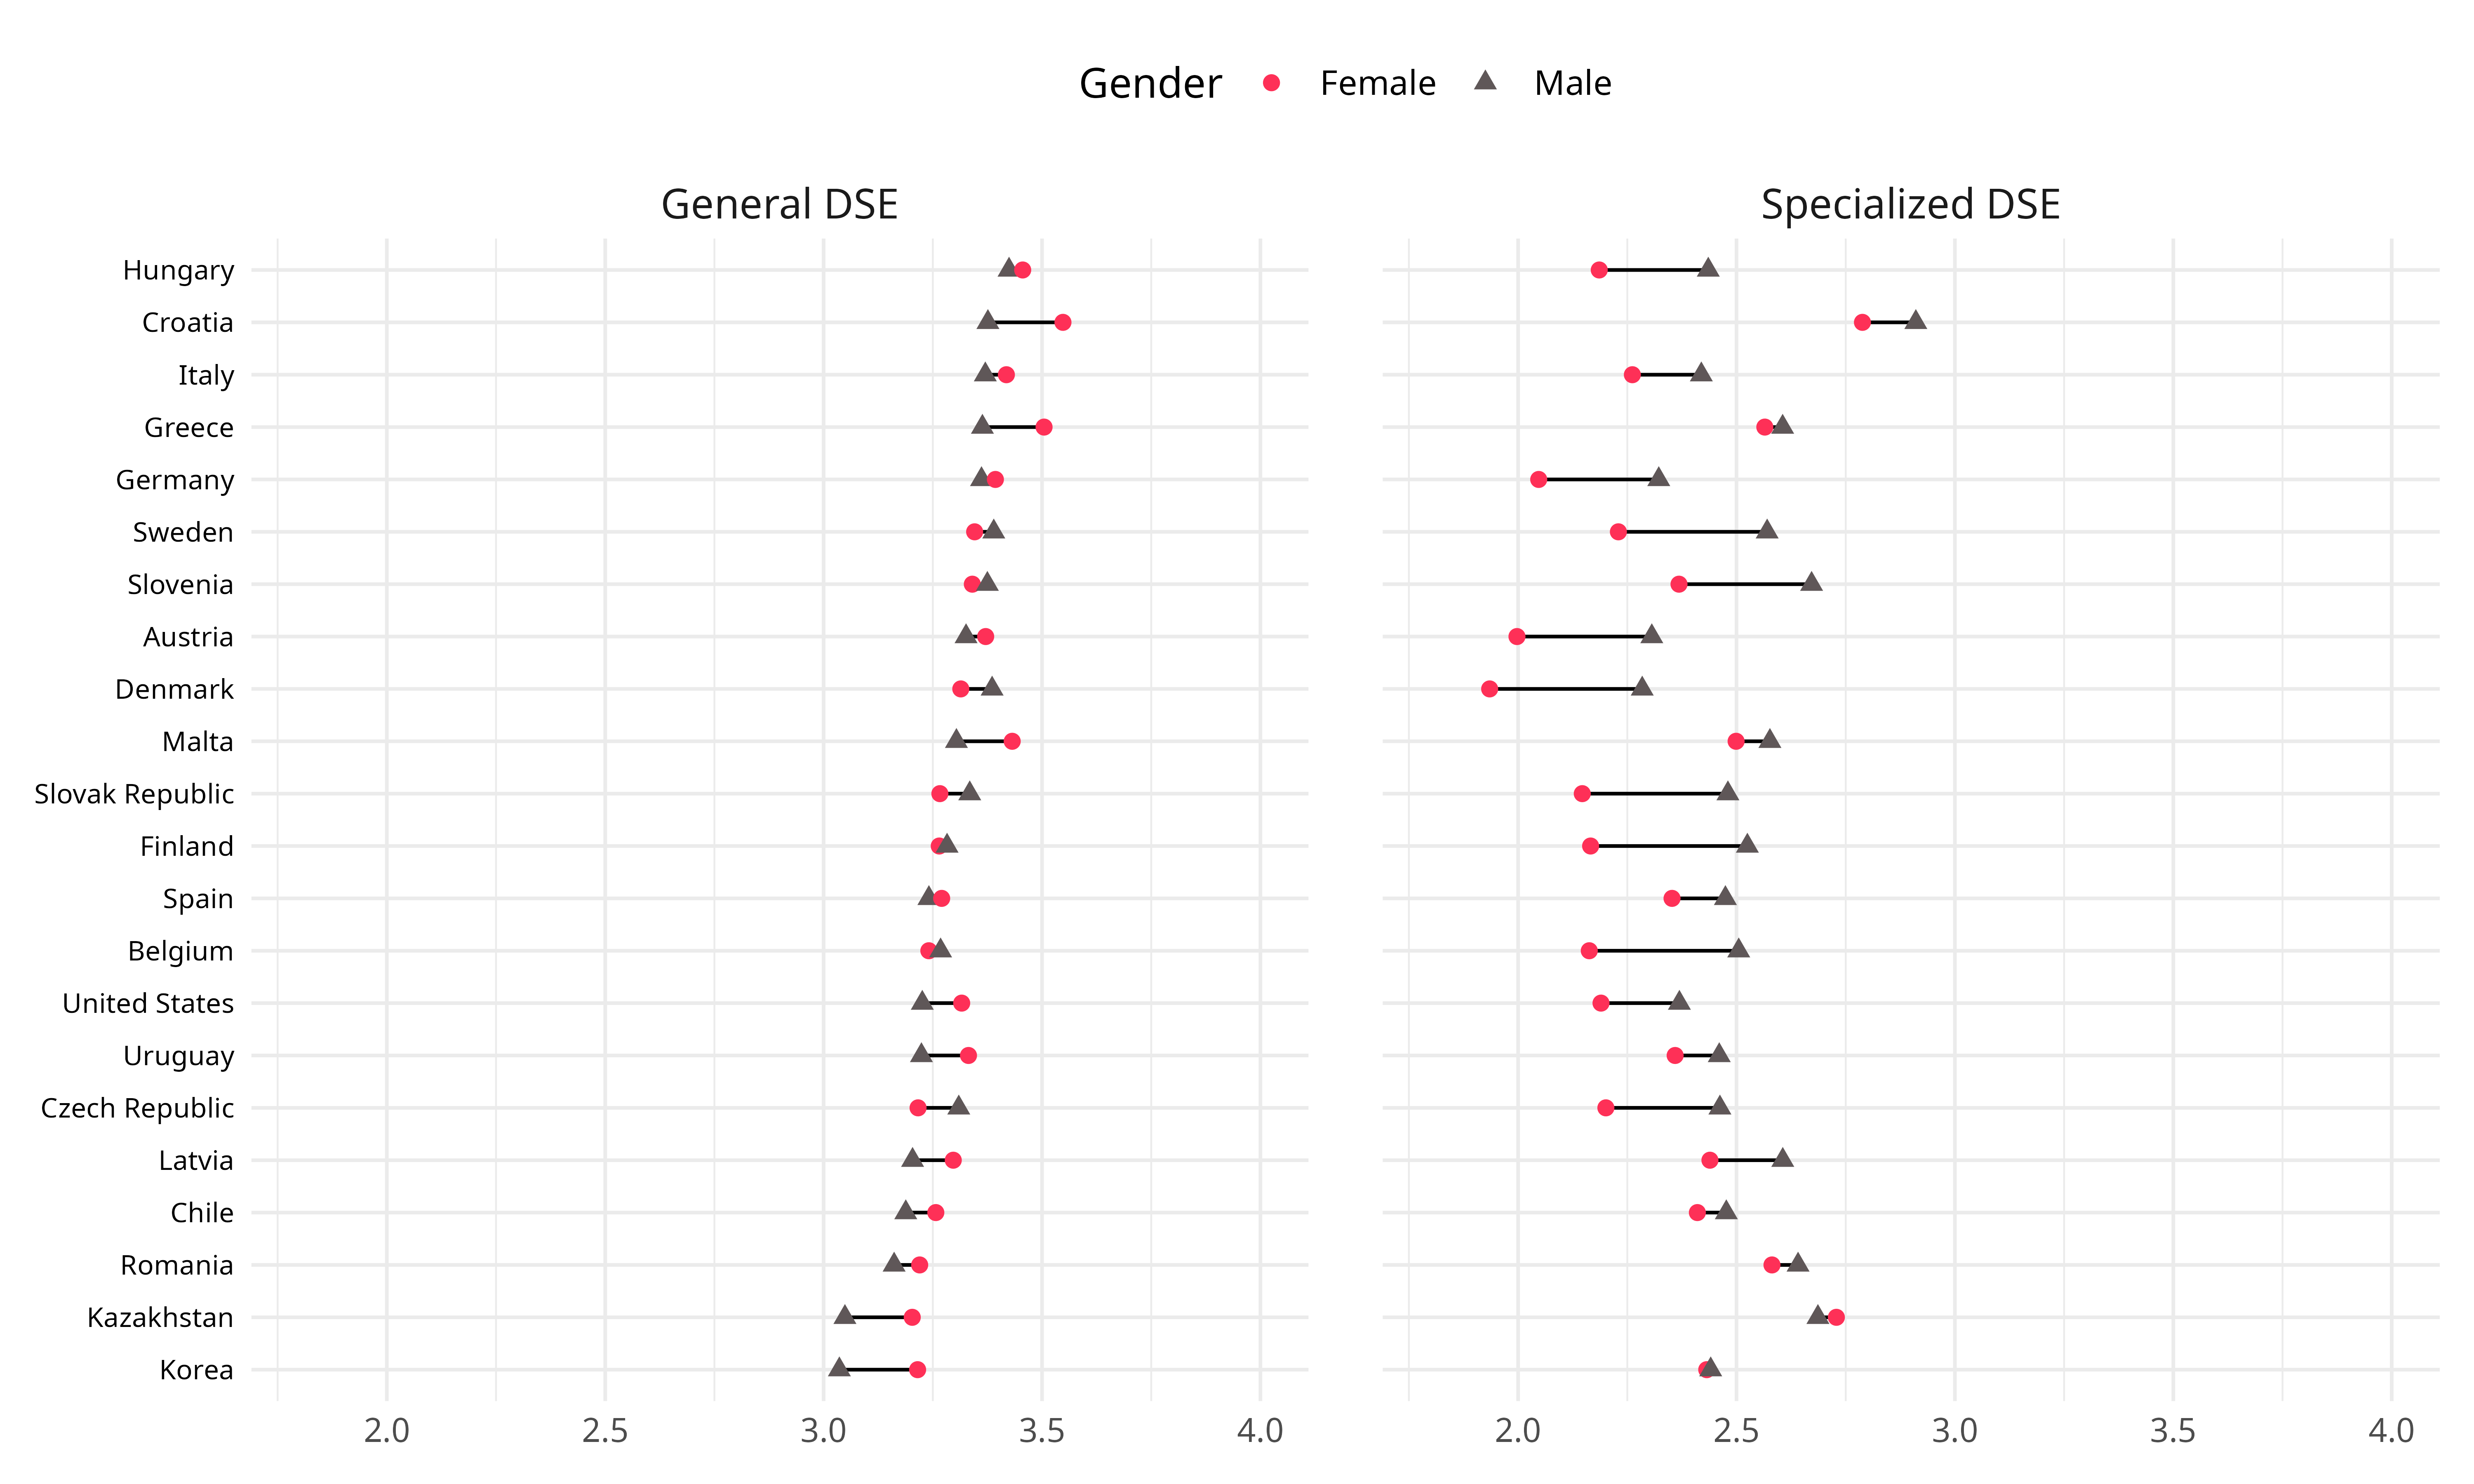 Gender Female Male
General DSE Specialized DSE
Hungary
Croatia
Italy
Greece
Germany
Sweden
Slovenia
Austria
Denmark
Malta
Slovak Republic
Finland
Spain
Belgium
United States
Uruguay
Czech Republic
Latvia
Chile
Romania
Kazakhstan
Korea
2.0 2.5 3.0 3.5 4.0 2.0 2.5 3.0 3.5 4.0